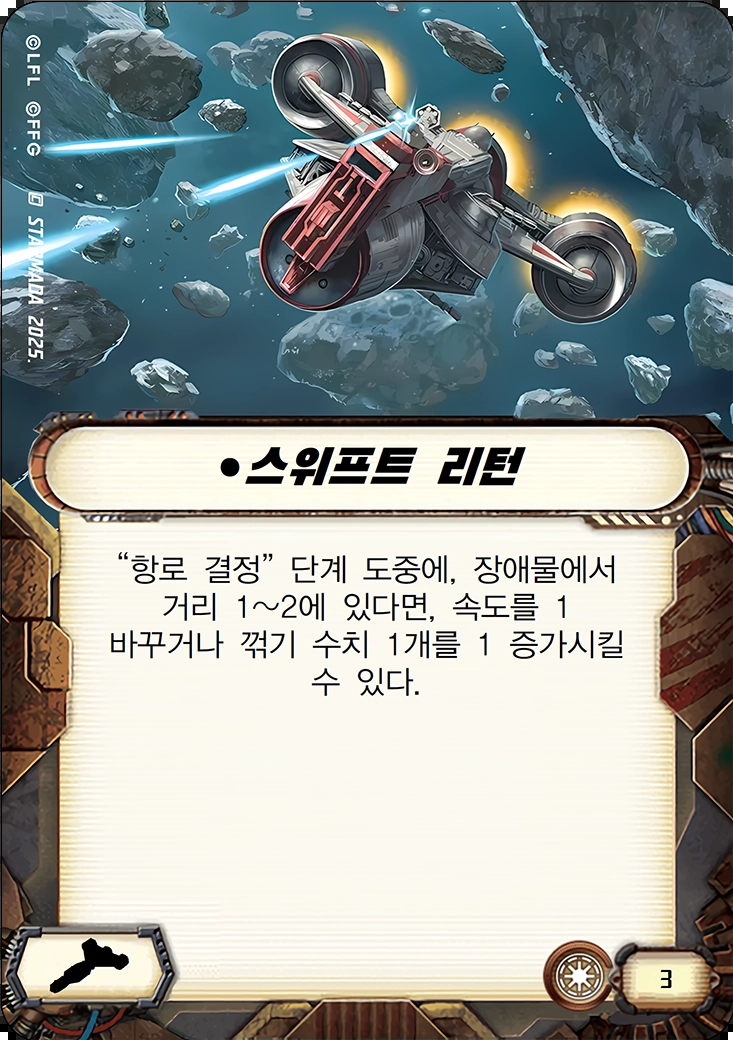 ©LFL ©FFG
STARMADA 2025.
•스위프트 리턴
“항로 결정” 단계 도중에, 장애물에서
거리 1~2에 있다면, 속도를 1
바꾸거나 꺾기 수치 1개를 1 증가시킬
수 있다.
3